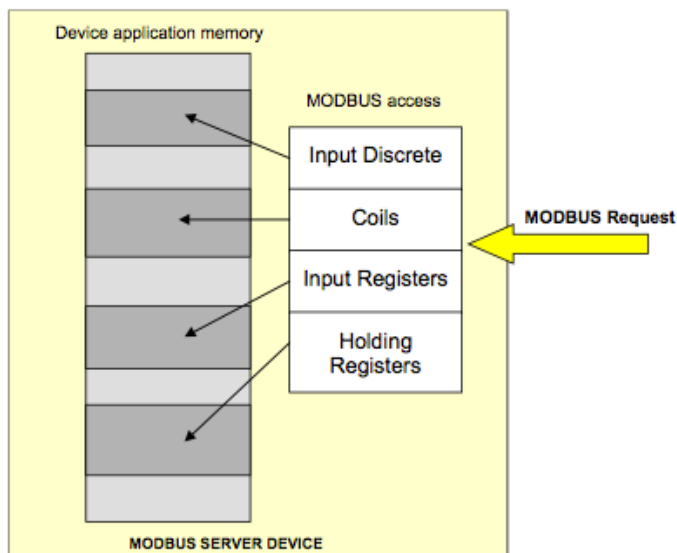 Device application memory
MODBUS access
Input Discrete
Coils
MODBUS Request
Input Registers
Holding
Registers
MODBUS SERVER DEVICE